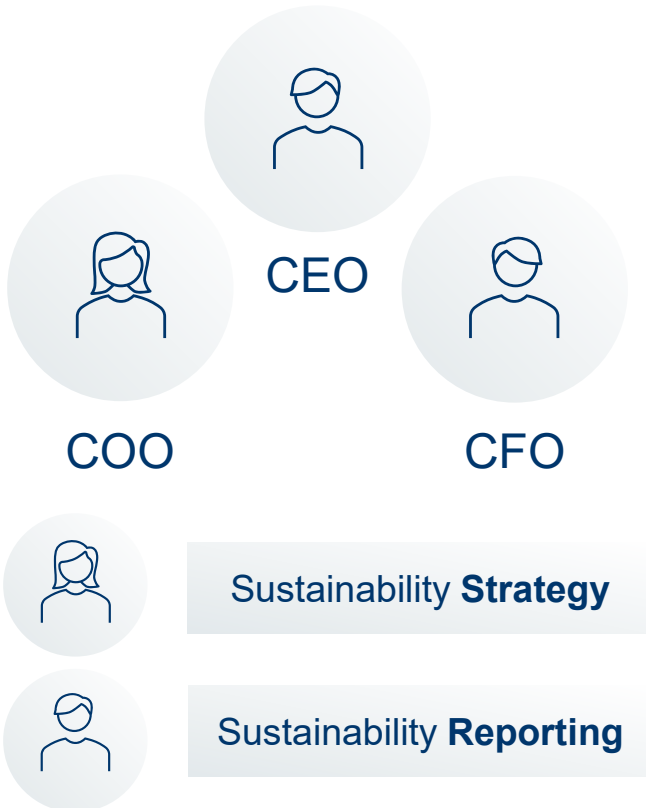 CEO
COO
CFO
Sustainability Strategy
Sustainability Reporting